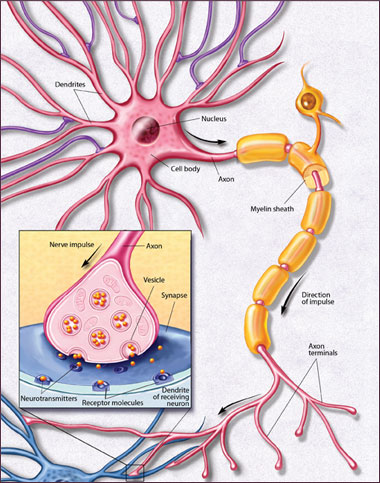 Dendrites
Nucleus
Cell body
Axon
Myelin sheath
Nerve impulse
Axon
Vesicle
Synapse
Direction
of impulse
Axon
terminals
Neurotransmitters
Receptor molecules
Dendrite
of receiving
neuron